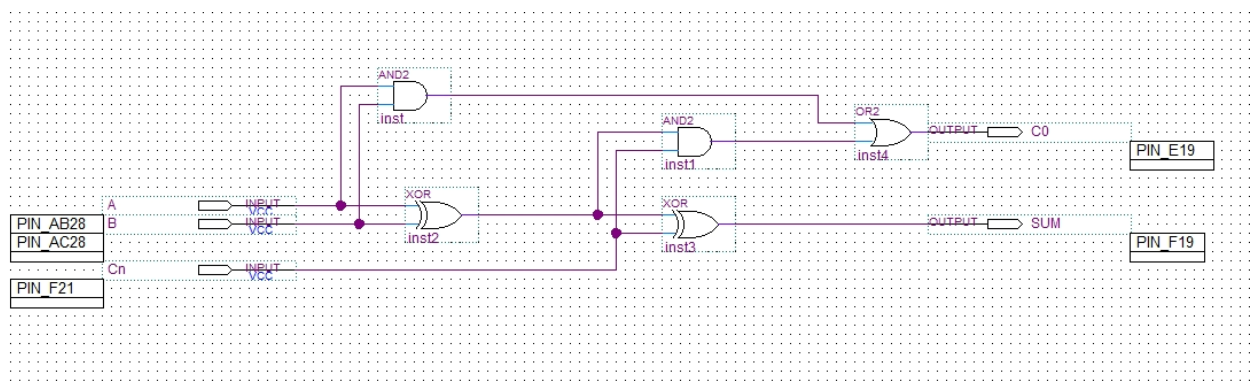 AND2
inst
AND2
inst1
OR2
inst4
OUTPUT
C0
PIN_E19
A
INPUT
VCC
B
INPUT
VCC
PIN_AB28
PIN_AC28
XOR
inst2
XOR
inst3
OUTPUT
SUM
PIN_F19
Cn
INPUT
VCC
PIN_F21